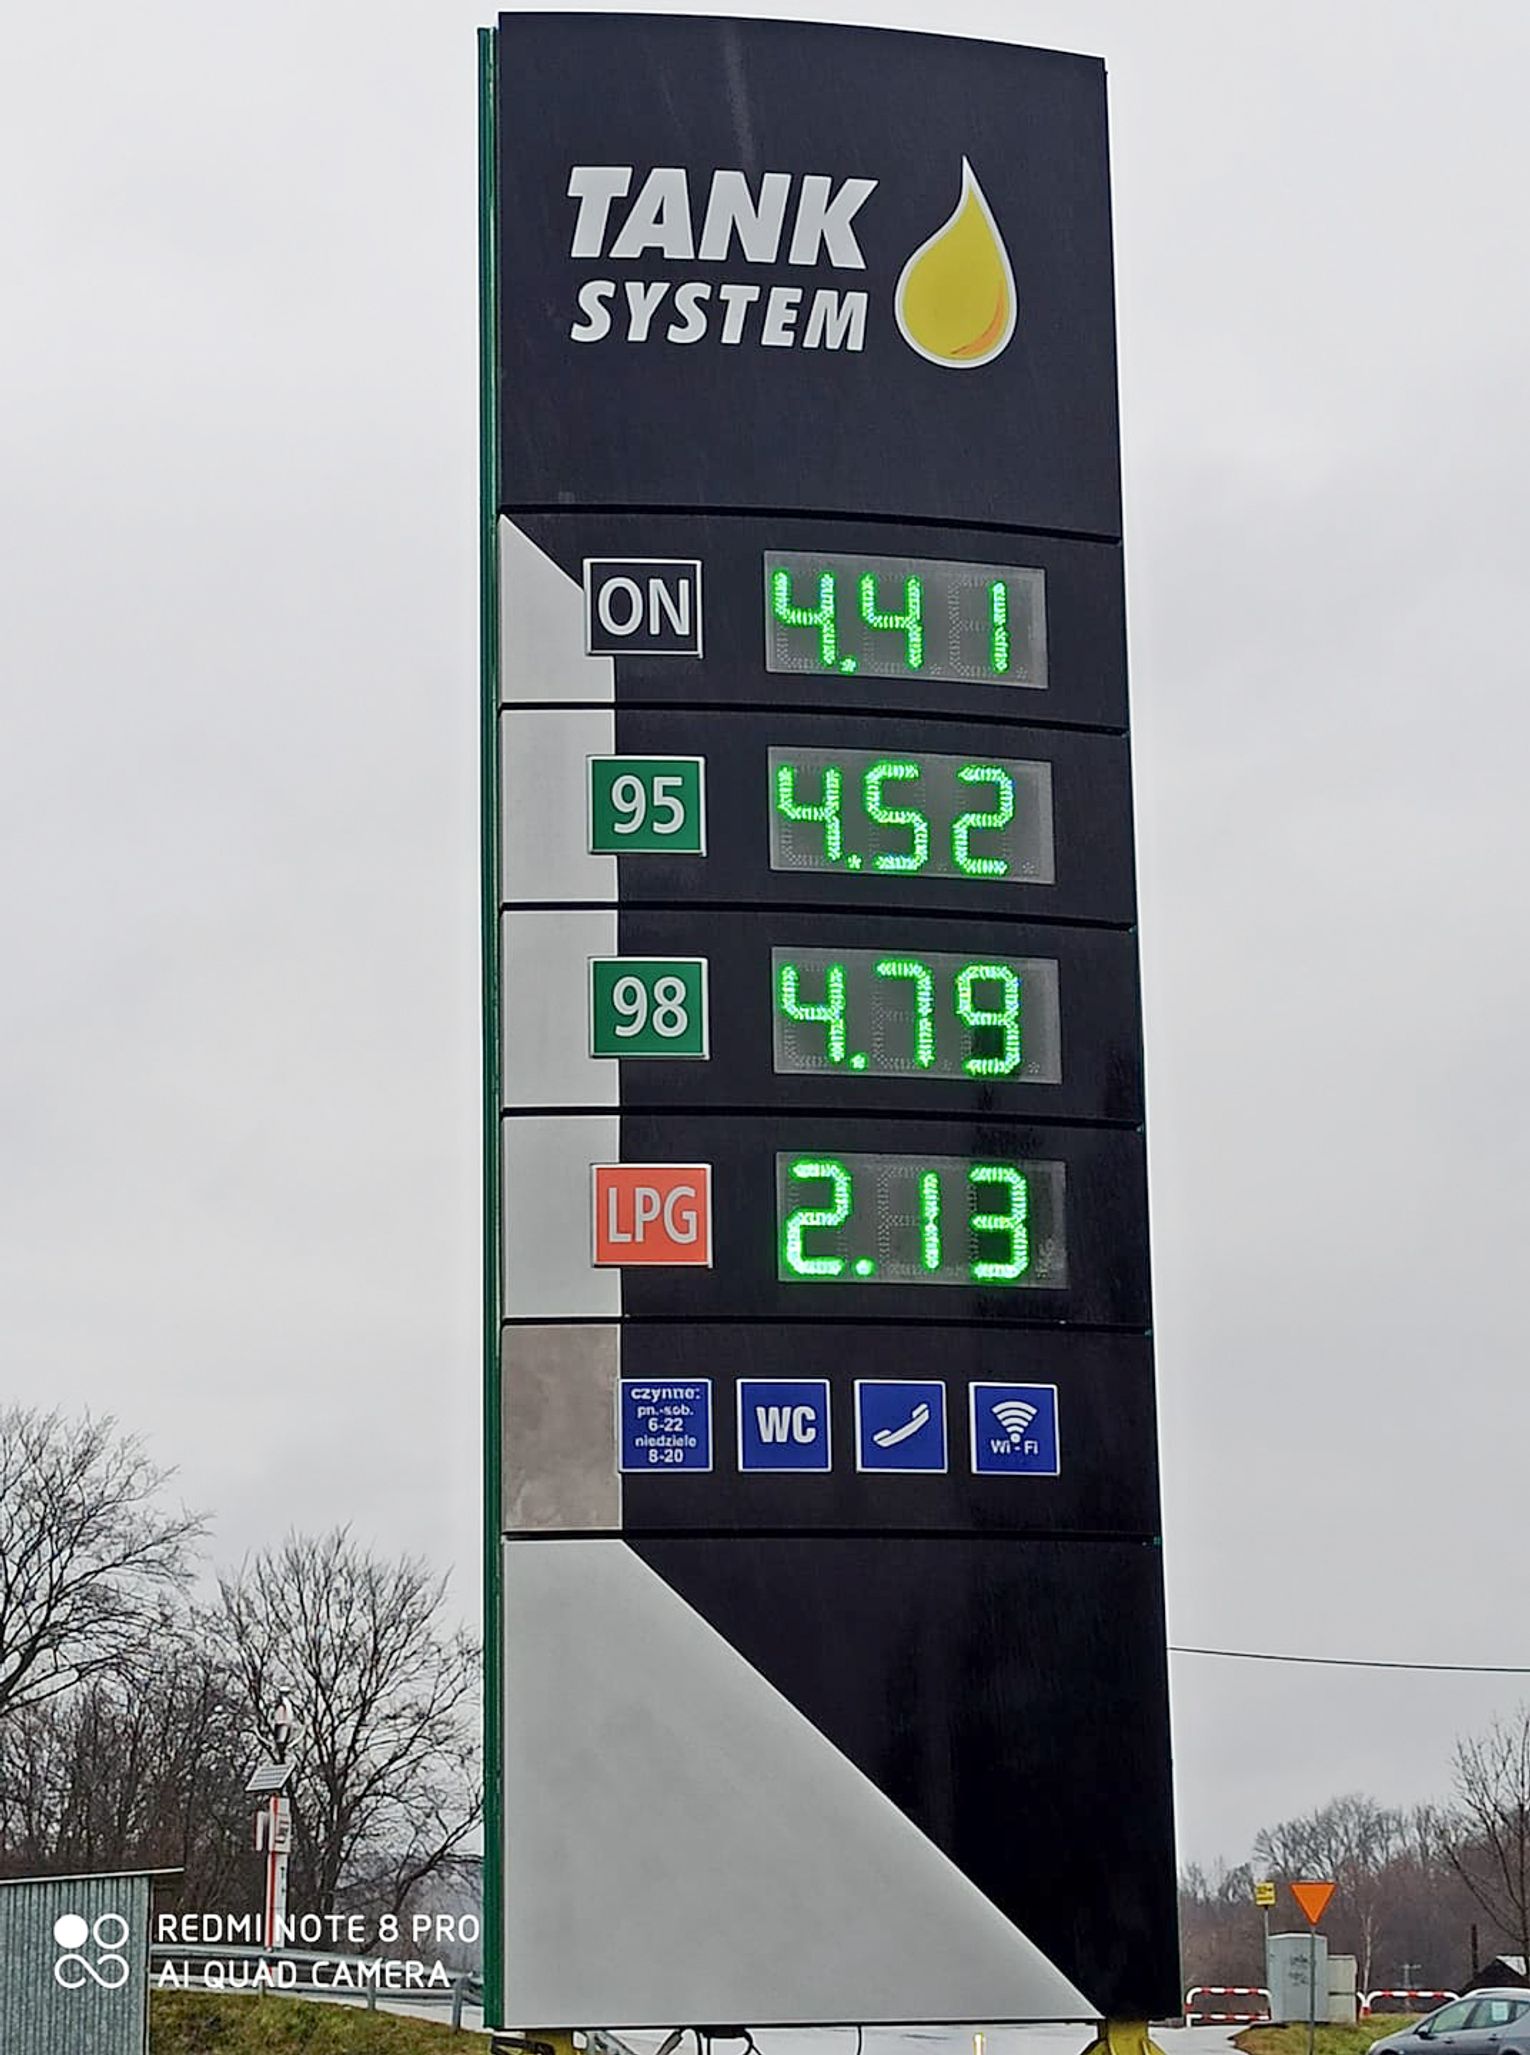 TANK
SYSTEM
ON 4.41
95 4.52
98 4.79
LPG 2.13
czynne:
pn.-sob.
6-22
niedziele
8-20
WC
Wi-Fi
REDMI NOTE 8 PRO
AI QUAD CAMERA